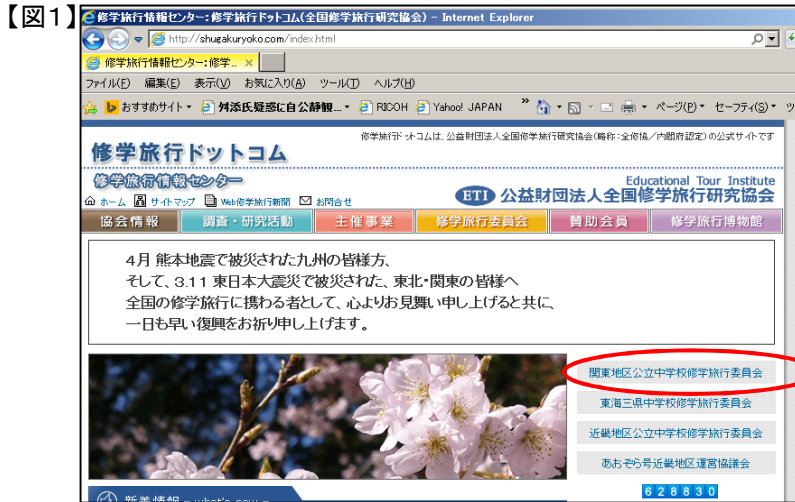 【図1】
修学旅行情報センター：修学旅行ドットコム(全国修学旅行研究協会) - Internet Explorer
http://shugakuryoko.com/index.html
修学旅行情報センター：修学...
ファイル(F) 編集(E) 表示(V) お気に入り(A) ツール(T) ヘルプ(H)
おすすめサイト 舛添氏疑惑に自公静観... RICOH Yahoo! JAPAN » ページ(P) セーフティ(S)
修学旅行ドットコムは、公益財団法人全国修学旅行研究協会(略称：全修協／内閣府認定)の公式サイトです
修学旅行ドットコム
修学旅行情報センター
Educational Tour Institute
ホーム サイトマップ Web修学旅行新聞 お問合せ
ETI 公益財団法人全国修学旅行研究協会
協会情報 調査・研究活動 主催事業 修学旅行委員会 賛助会員 修学旅行博物館
4月 熊本地震で被災された九州の皆様方、
そして、3.11 東日本大震災で被災された、東北・関東の皆様へ
全国の修学旅行に携わる者として、心よりお見舞い申し上げると共に、
一日も早い復興をお祈り申し上げます。
関東地区公立中学校修学旅行委員会
東海三県中学校修学旅行委員会
近畿地区公立中学校修学旅行委員会
あおぞら号近畿地区運営協議会
628830
新着情報 - what's new -